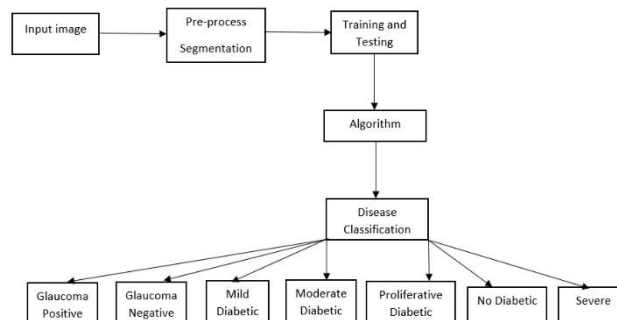 Input image
Pre-process
Segmentation
Training and
Testing
Algorithm
Disease
Classification
Glaucoma
Positive
Glaucoma
Negative
Mild
Diabetic
Moderate
Diabetic
Proliferative
Diabetic
No Diabetic
Severe